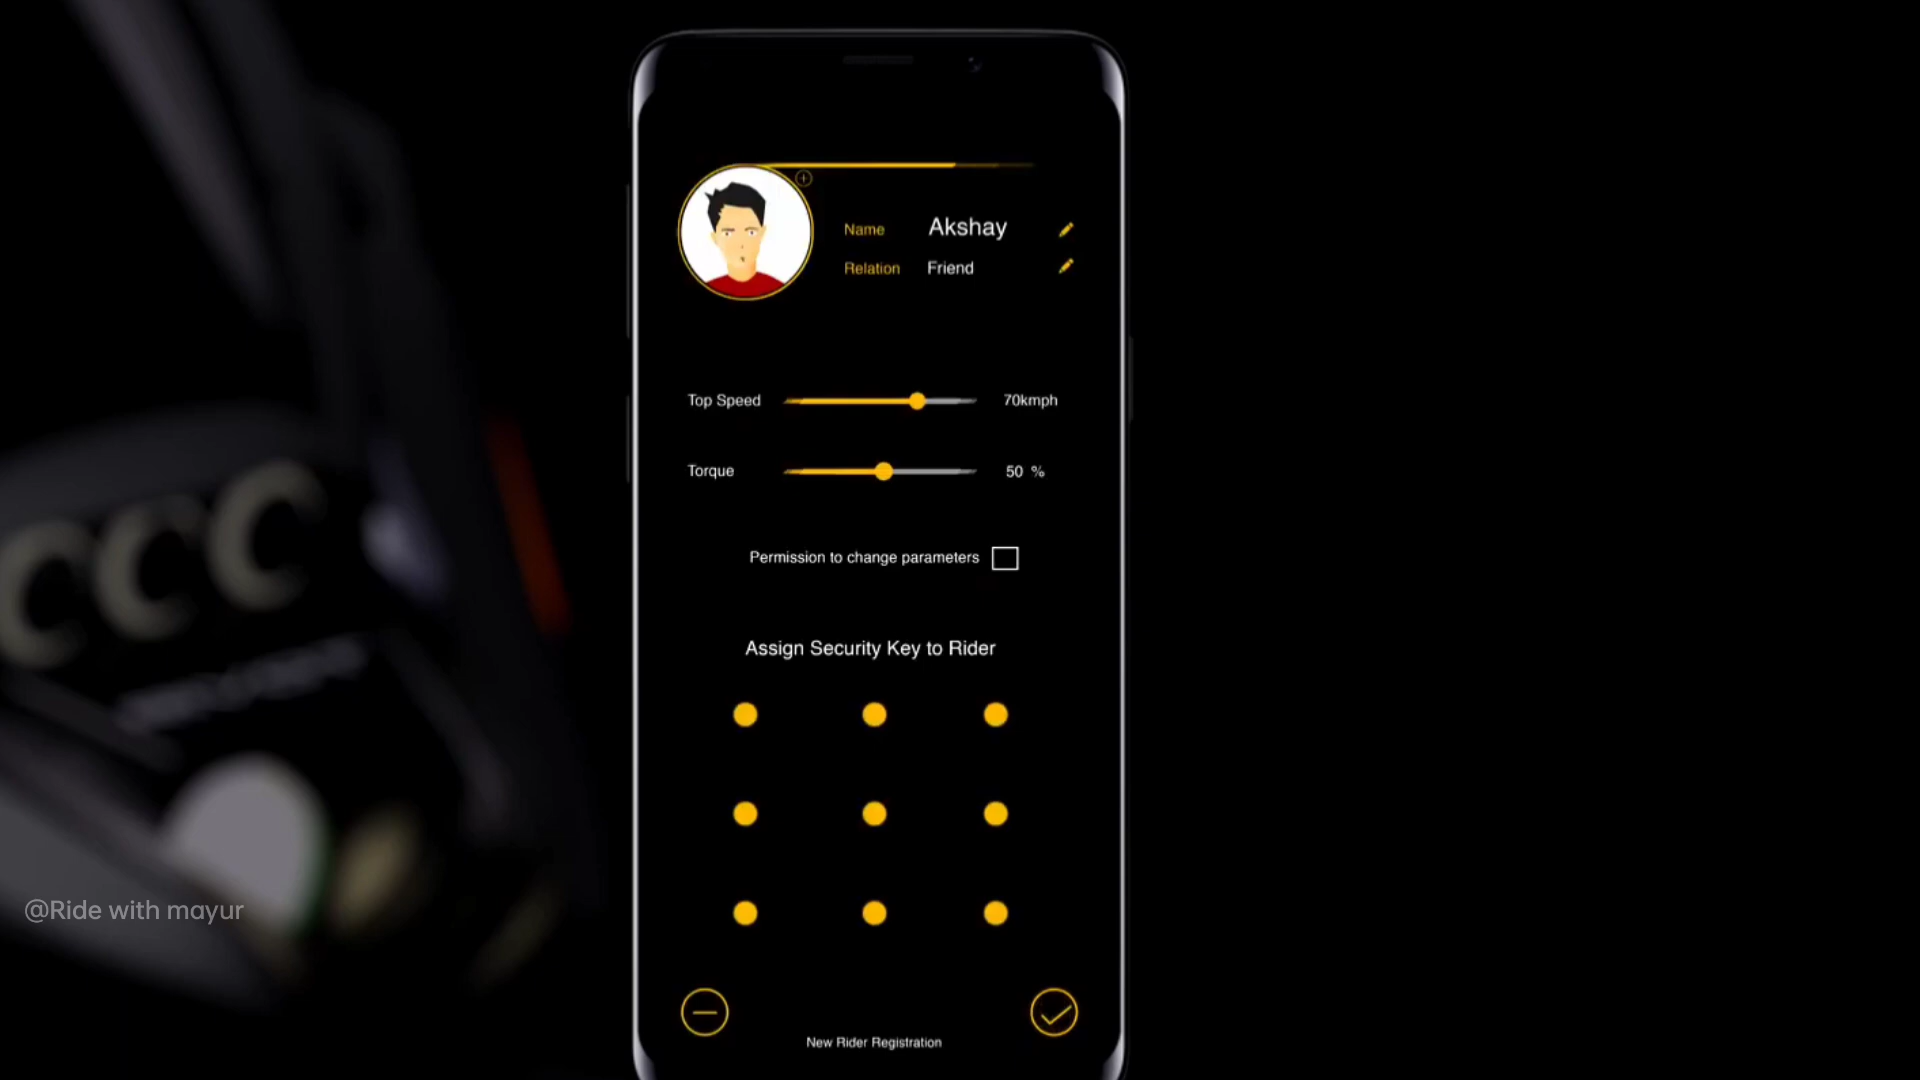 Name Akshay
Relation Friend
Top Speed 70kmph
Torque 50 %
Permission to change parameters
Assign Security Key to Rider
New Rider Registration
@Ride with mayur